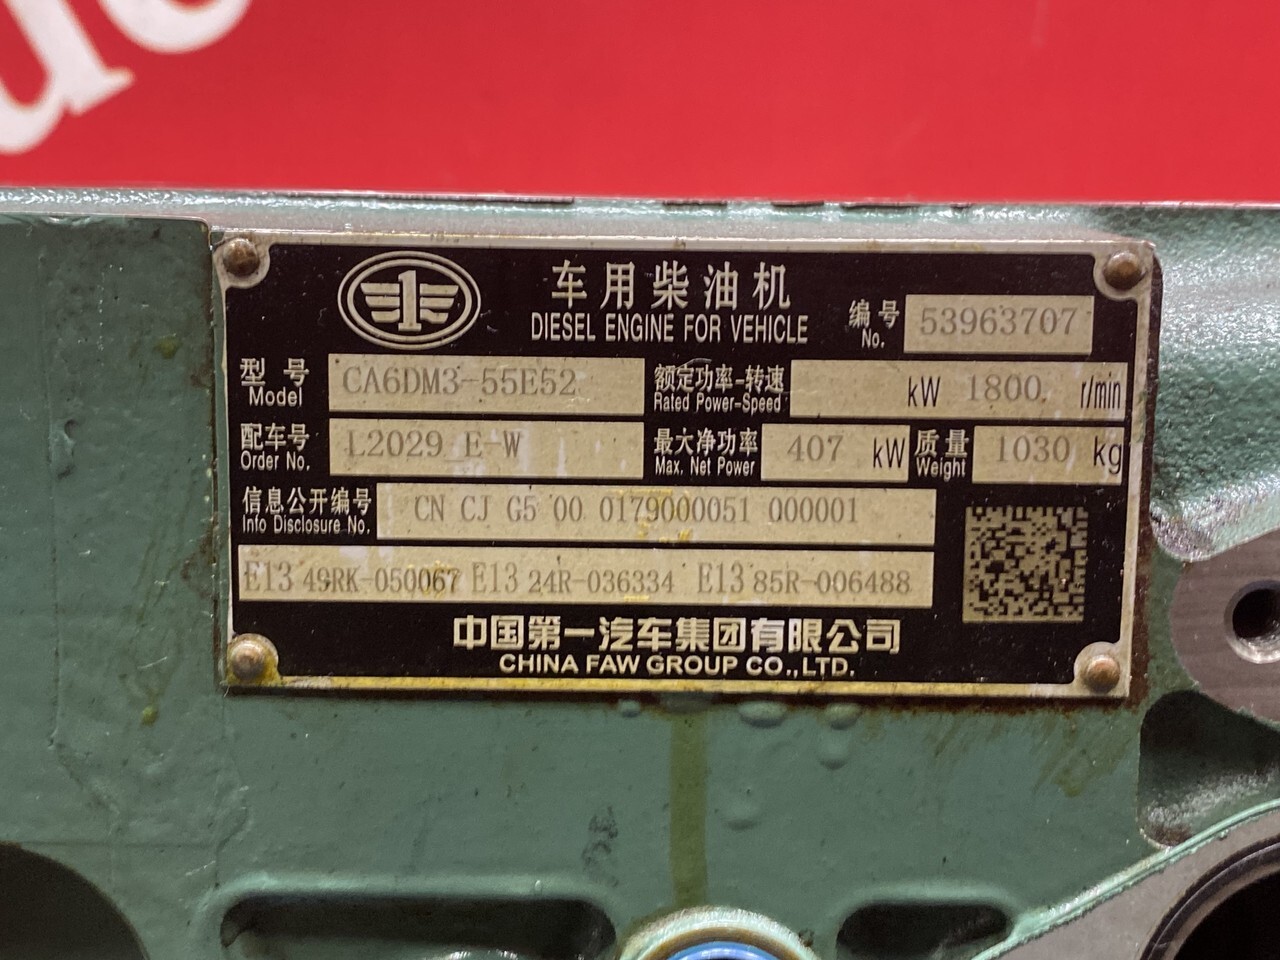 ue
车用柴油机
DIESEL ENGINE FOR VEHICLE
编号 No. 53963707
型号 Model CA6DM3-55E52 额定功率-转速 Rated Power-Speed kW 1800 r/min
配车号 Order No. L2029 E-W 最大净功率 Max. Net Power 407 kW 质量 Weight 1030 kg
信息公开编号 Info Disclosure No. CN CJ G5 00 0179000051 000001
E13 49RK-050067 E13 24R-036334 E13 85R-006488
中国第一汽车集团有限公司
CHINA FAW GROUP CO.,LTD.